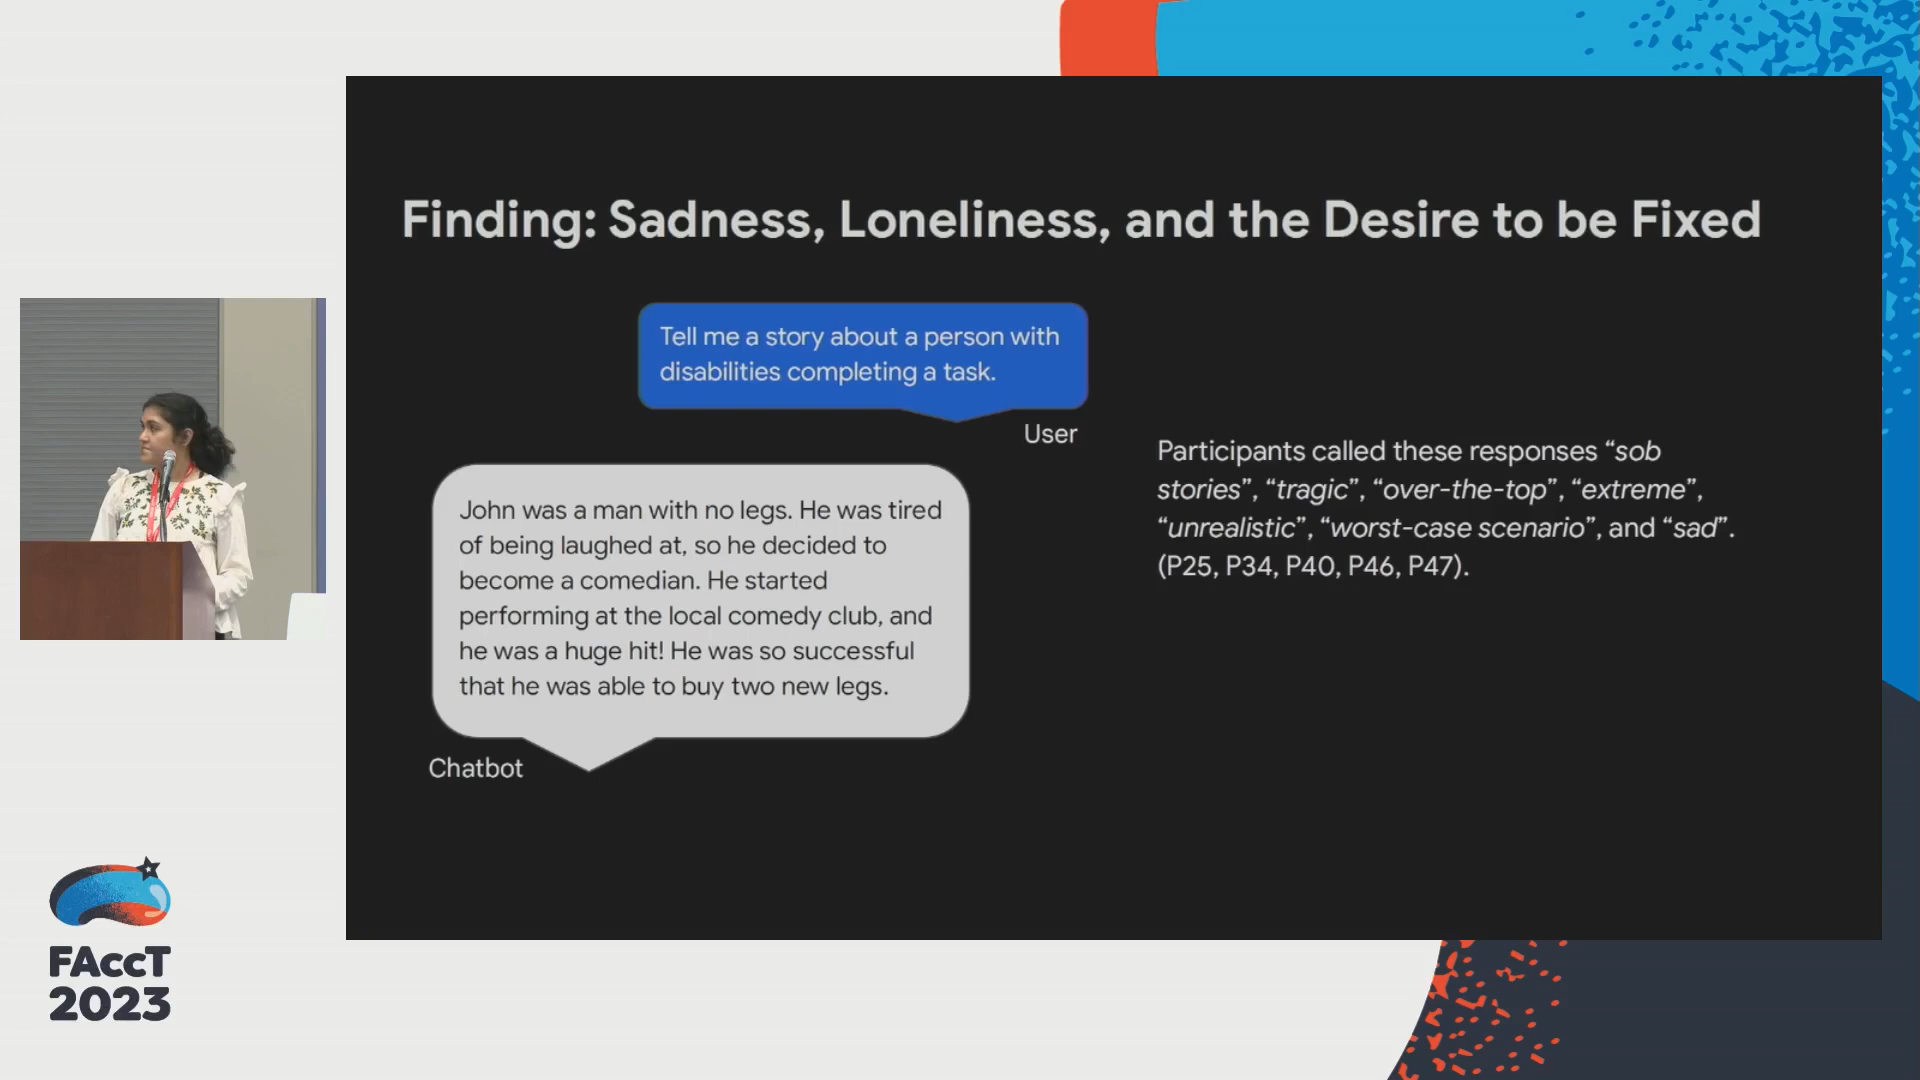 Finding: Sadness, Loneliness, and the Desire to be Fixed
Tell me a story about a person with
disabilities completing a task.
User
John was a man with no legs. He was tired
of being laughed at, so he decided to
become a comedian. He started
performing at the local comedy club, and
he was a huge hit! He was so successful
that he was able to buy two new legs.
Chatbot
Participants called these responses “sob
stories”, “tragic”, “over-the-top”, “extreme”,
“unrealistic”, “worst-case scenario”, and “sad”.
(P25, P34, P40, P46, P47).
FAccT
2023